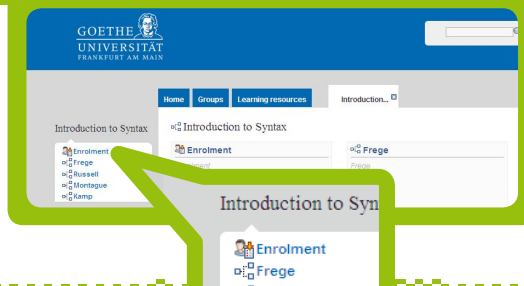 GOETHE
UNIVERSITÄT
FRANKFURT AM MAIN
Home Groups Learning resources Introduction...
Introduction to Syntax
Enrolment
Frege
Russell
Montague
Kamp
Introduction to Syntax
Enrolment
Frege
Frege
Introduction to Syn
Enrolment
Frege